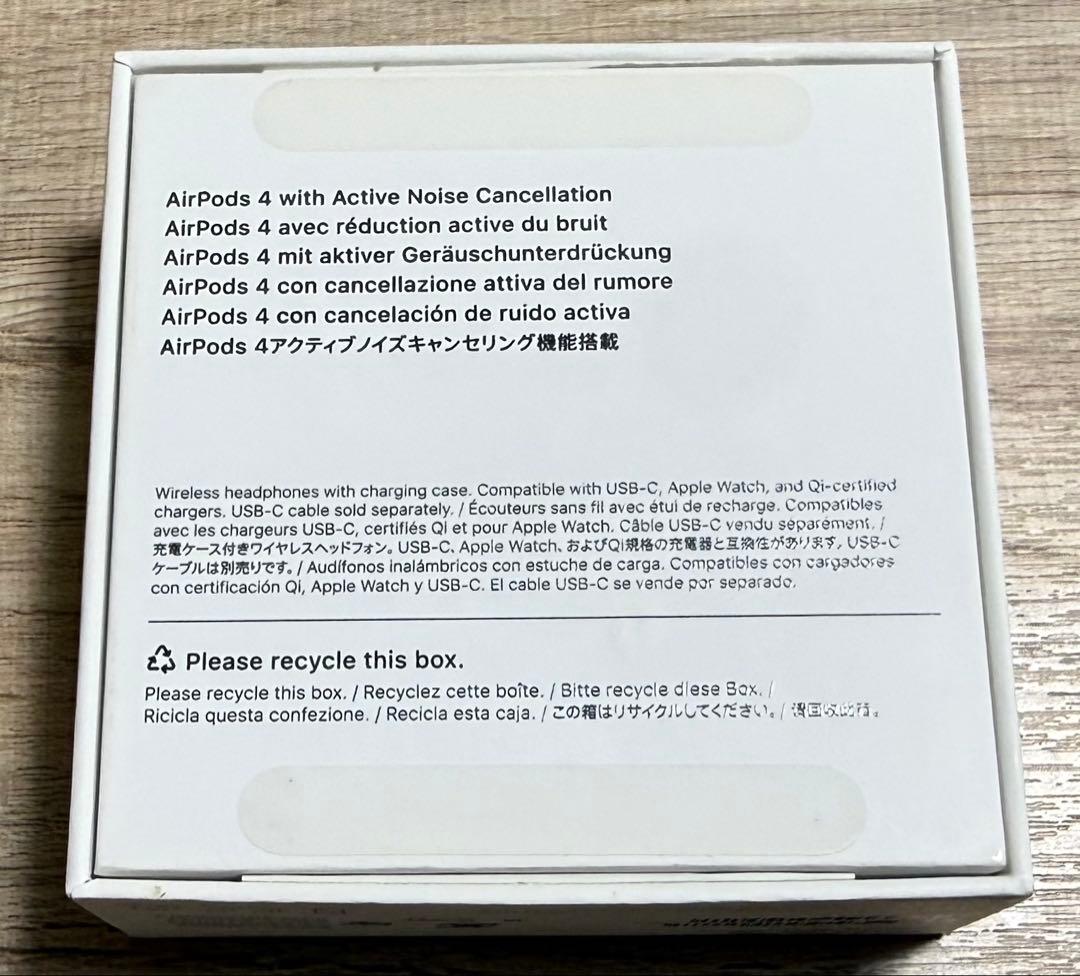 AirPods 4 with Active Noise Cancellation
AirPods 4 avec réduction active du bruit
AirPods 4 mit aktiver Geräuschunterdrückung
AirPods 4 con cancellazione attiva del rumore
AirPods 4 con cancelación de ruido activa
AirPods 4アクティブノイズキャンセリング機能搭載
Wireless headphones with charging case. Compatible with USB-C, Apple Watch, and Qi-certified
chargers. USB-C cable sold separately. / Écouteurs sans fil avec étui de recharge. Compatibles
avec les chargeurs USB-C, certifiés Qi et pour Apple Watch. Câble USB-C vendu séparément. /
充電ケース付きワイヤレスヘッドフォン。USB-C、Apple Watch、およびQi規格の充電器と互換性があります。USB-C
ケーブルは別売りです。/ Audífonos inalámbricos con estuche de carga. Compatibles con cargadores
con certificación Qi, Apple Watch y USB-C. El cable USB-C se vende por separado.
Please recycle this box.
Please recycle this box. / Recyclez cette boîte. / Bitte recycle diese Box. /
Ricicla questa confezione. / Recicla esta caja. / この箱はリサイクルしてください。/ 请回收此箱。